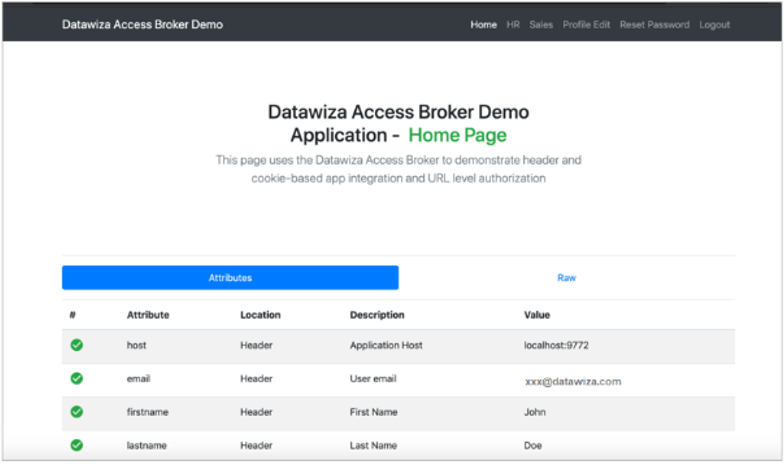 Datawiza Access Broker Demo Home HR Sales Profile Edit Reset Password Logout
Datawiza Access Broker Demo
Application - Home Page
This page uses the Datawiza Access Broker to demonstrate header and
cookie-based app integration and URL level authorization
Attributes Raw
# Attribute Location Description Value
host Header Application Host localhost:9772
email Header User email xxx@datawiza.com
firstname Header First Name John
lastname Header Last Name Doe